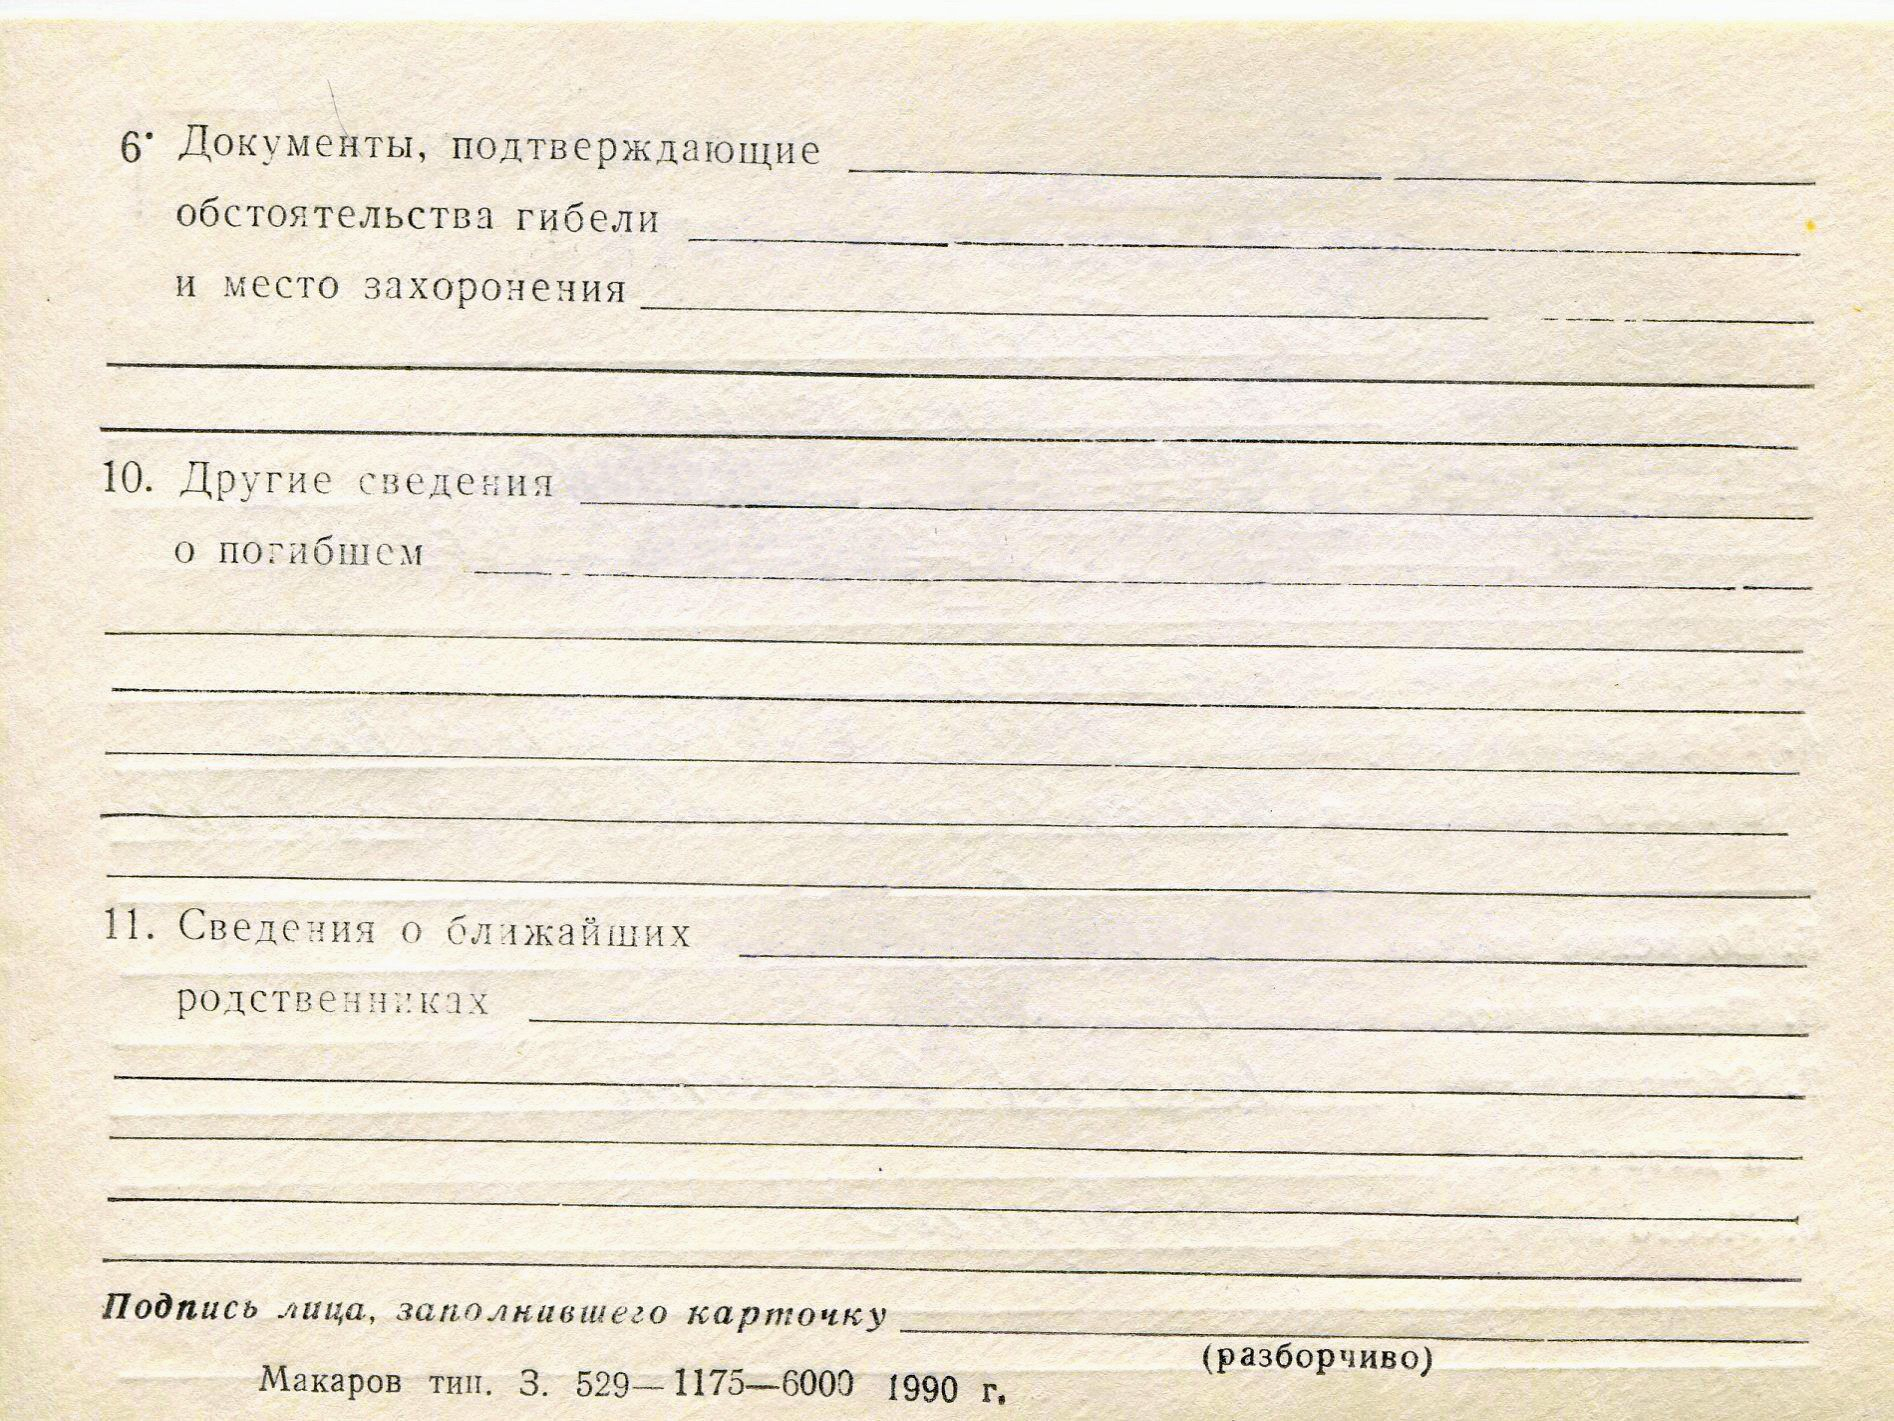 6. Документы, подтверждающие
обстоятельства гибели
и место захоронения
10. Другие сведения
о погибшем
11. Сведения о ближайших
родственниках
Подпись лица, заполнившего карточку
(разборчиво)
Макаров тип. З. 529—1175—6000 1990 г.